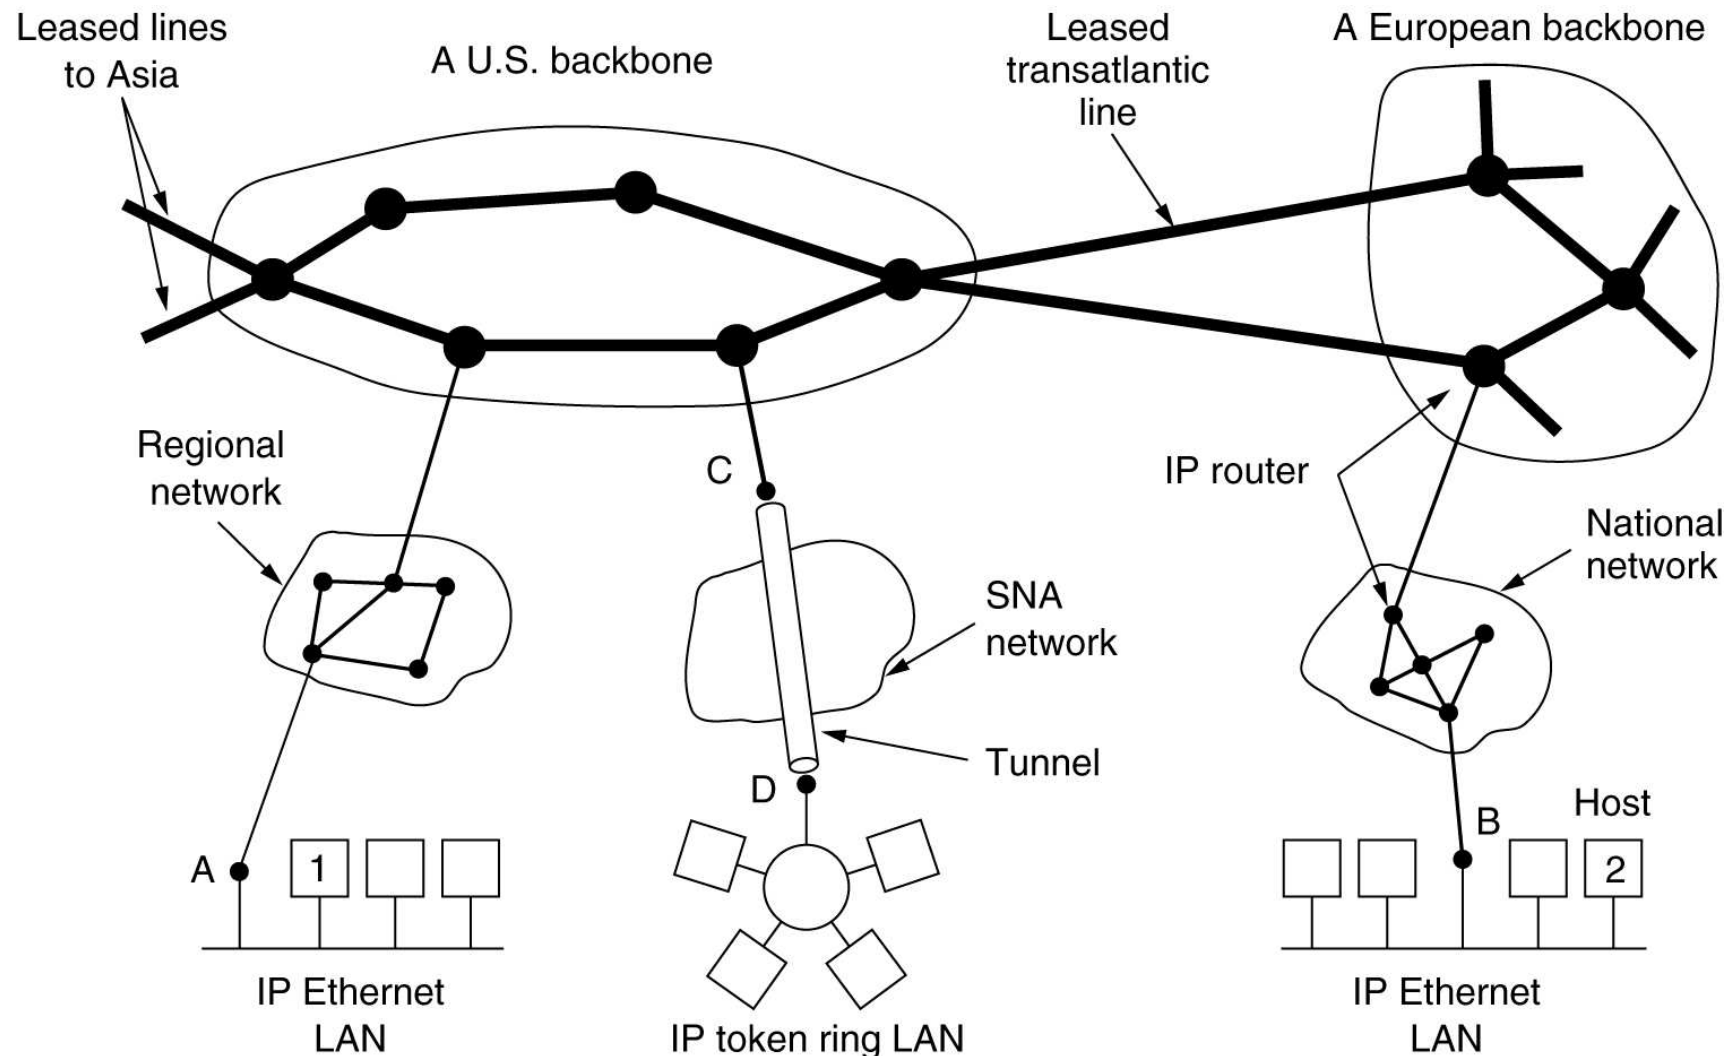 Leased lines
to Asia
A U.S. backbone
Leased
transatlantic
line
A European backbone
Regional
network
C
IP router
National
network
SNA
network
Tunnel
D
Host
B
A
1
2
IP Ethernet
LAN
IP token ring LAN
IP Ethernet
LAN